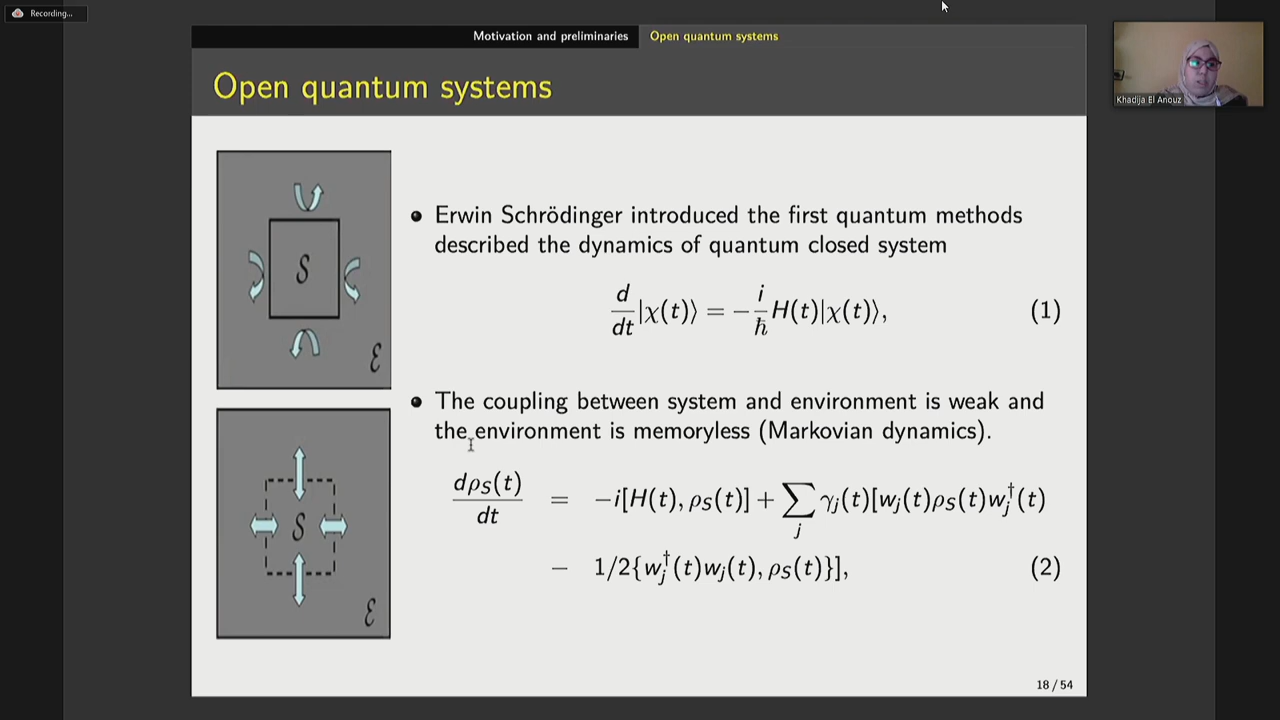 Recording...
Motivation and preliminaries Open quantum systems
Open quantum systems
Khadija El Anouz
S
ℰ
S
ℰ
Erwin Schrödinger introduced the first quantum methods
described the dynamics of quantum closed system
d/dt |χ(t)⟩ = −i/ħ H(t)|χ(t)⟩, (1)
The coupling between system and environment is weak and
the environment is memoryless (Markovian dynamics).
dρ_S(t)/dt = −i[H(t), ρ_S(t)] + ∑_j γ_j(t)[w_j(t)ρ_S(t)w_j^†(t)
− 1/2{w_j^†(t)w_j(t), ρ_S(t)}], (2)
18 / 54